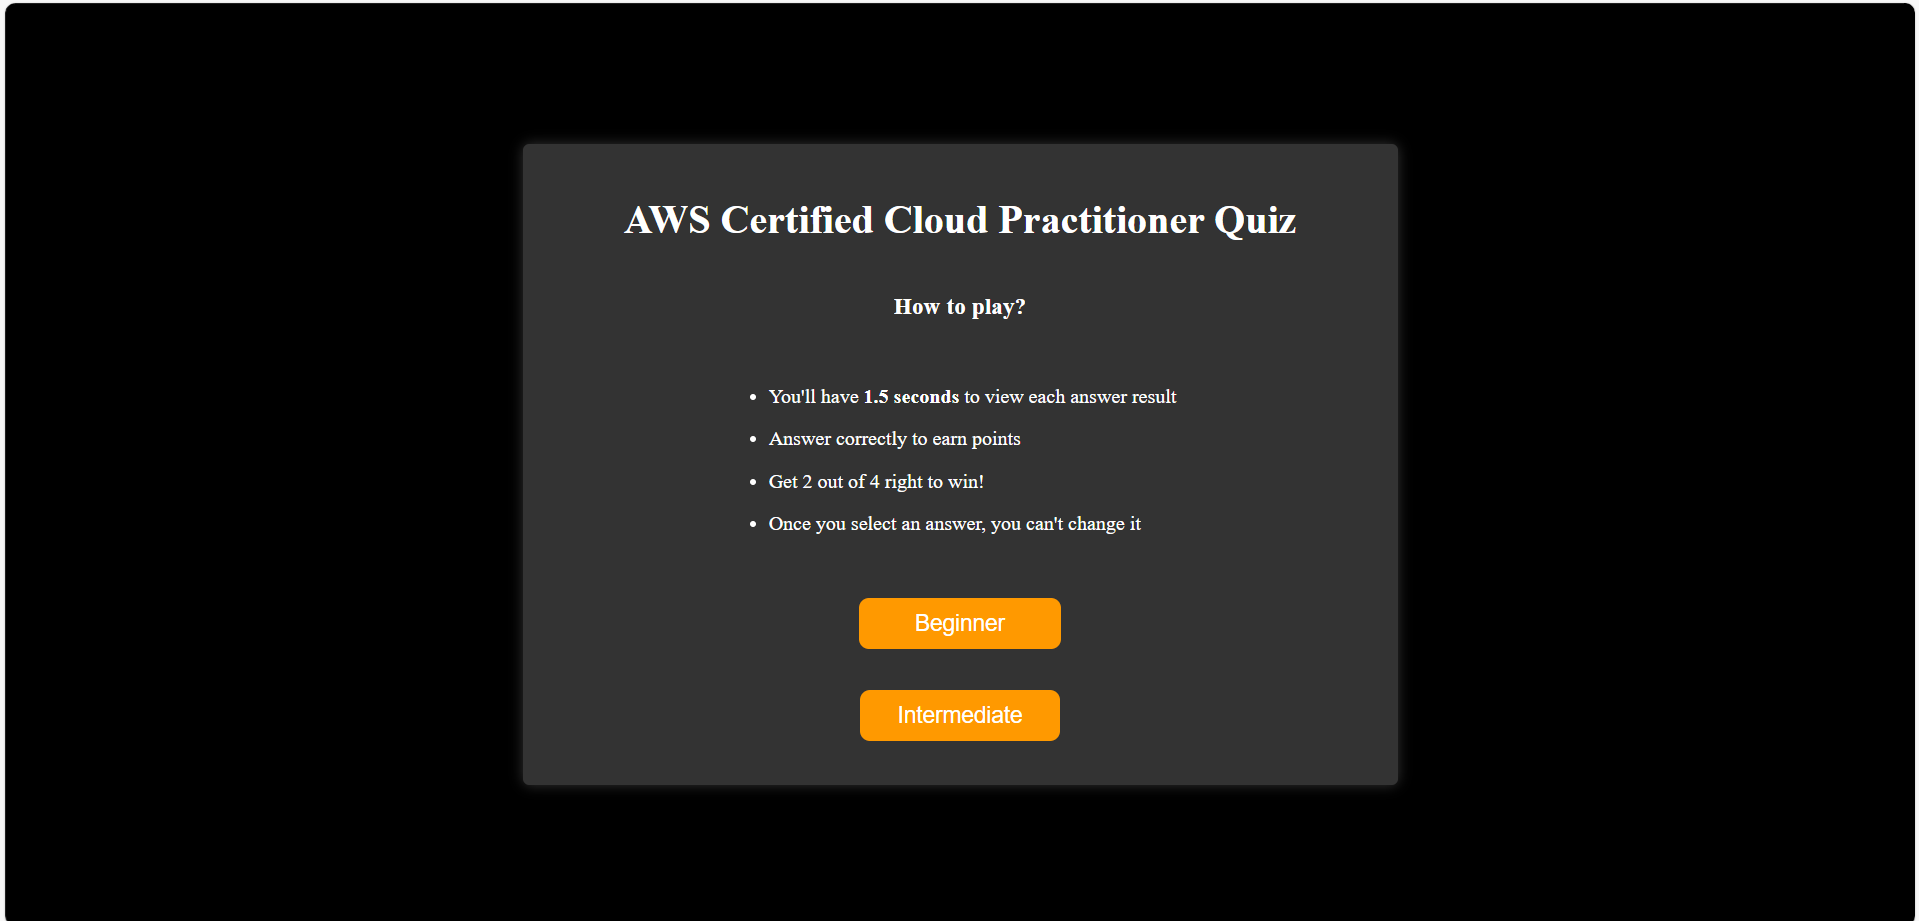 AWS Certified Cloud Practitioner Quiz
How to play?
• You'll have 1.5 seconds to view each answer result
• Answer correctly to earn points
• Get 2 out of 4 right to win!
• Once you select an answer, you can't change it
Beginner
Intermediate